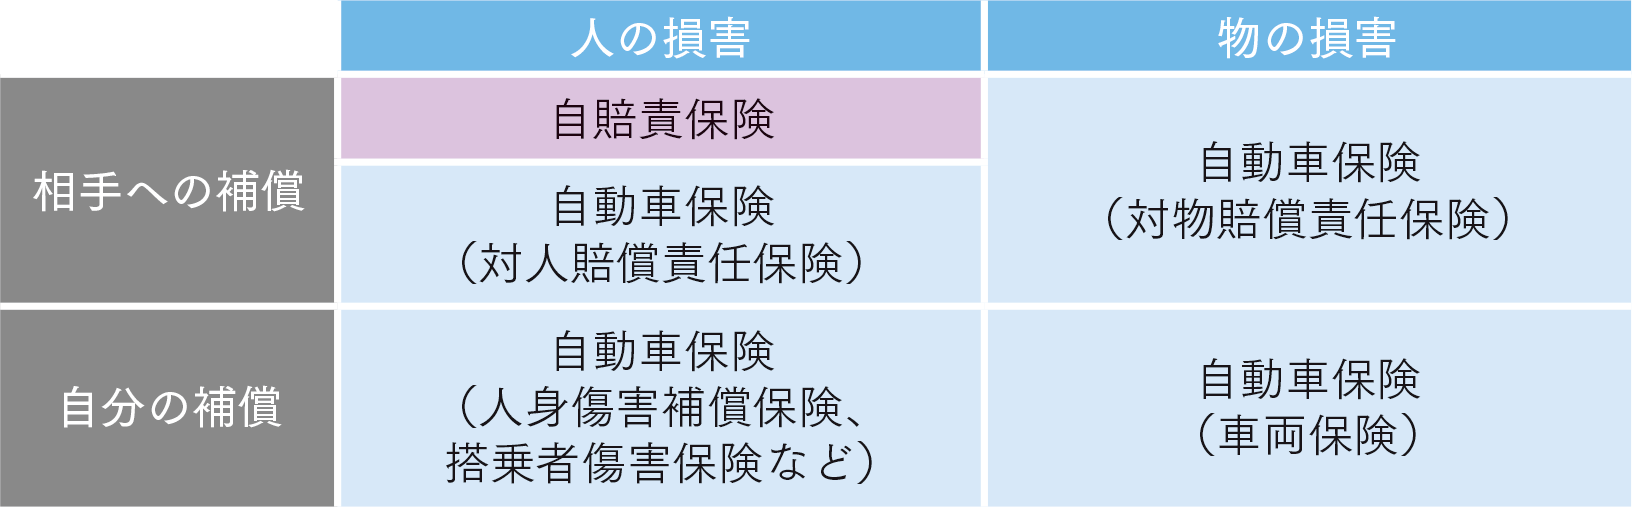 人の損害
物の損害
相手への補償
自賠責保険
自動車保険
（対人賠償責任保険）
自動車保険
（対物賠償責任保険）
自分の補償
自動車保険
（人身傷害補償保険、
搭乗者傷害保険など）
自動車保険
（車両保険）